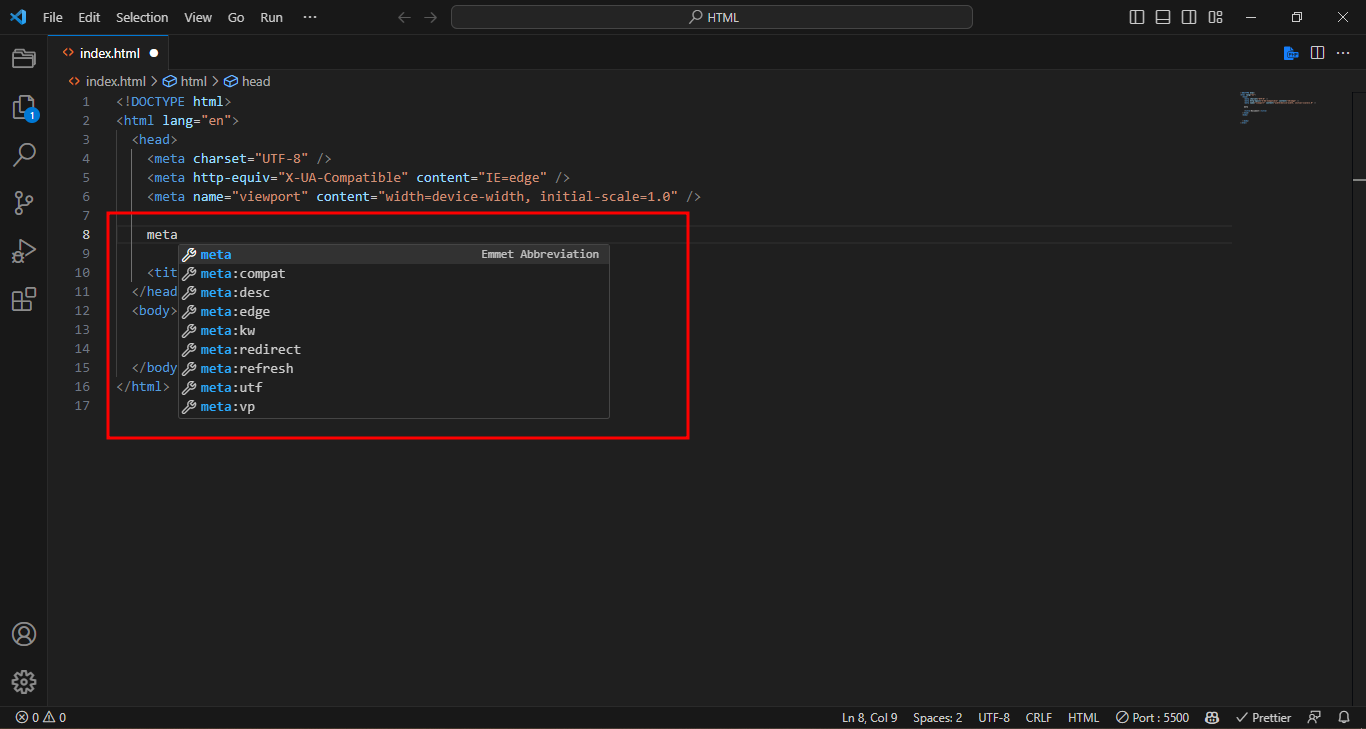 File Edit Selection View Go Run ··· HTML
index.html
index.html > html > head
1 <!DOCTYPE html>
2 <html lang="en">
3 <head>
4 <meta charset="UTF-8" />
5 <meta http-equiv="X-UA-Compatible" content="IE=edge" />
6 <meta name="viewport" content="width=device-width, initial-scale=1.0" />
7
8 meta
9 meta Emmet Abbreviation
10 <tit meta:compat
11 </head meta:desc
12 <body> meta:edge
13 meta:kw
14 meta:redirect
15 </body meta:refresh
16 </html> meta:utf
17 meta:vp
1
0 0 Ln 8, Col 9 Spaces: 2 UTF-8 CRLF HTML Port : 5500 Prettier